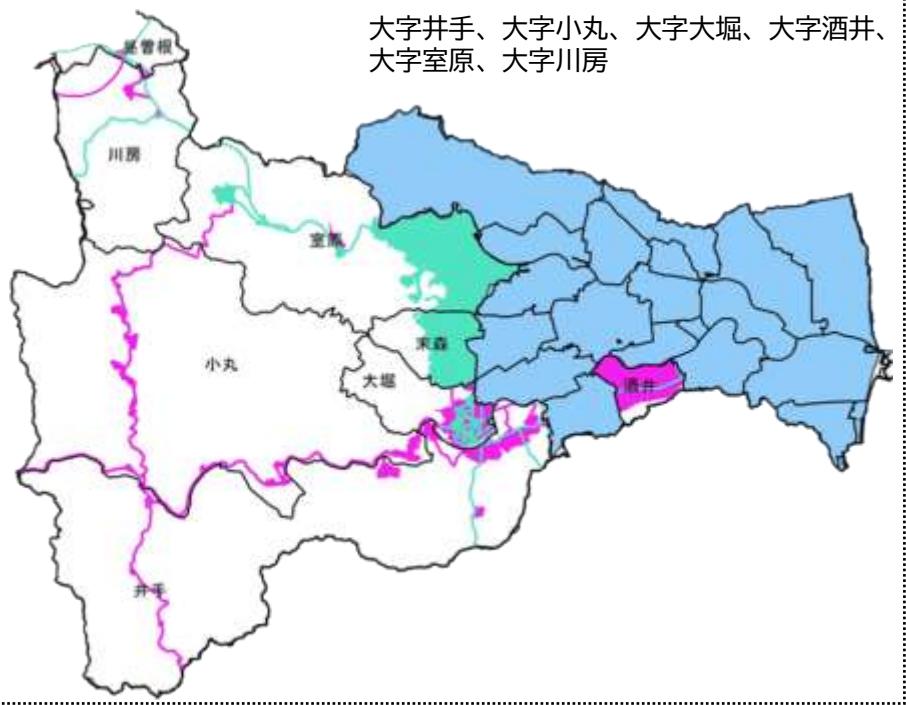 大字井手、大字小丸、大字大堀、大字酒井、
大字室原、大字川房
昼曽根
川房
室原
末森
小丸
大堀
酒井
井手